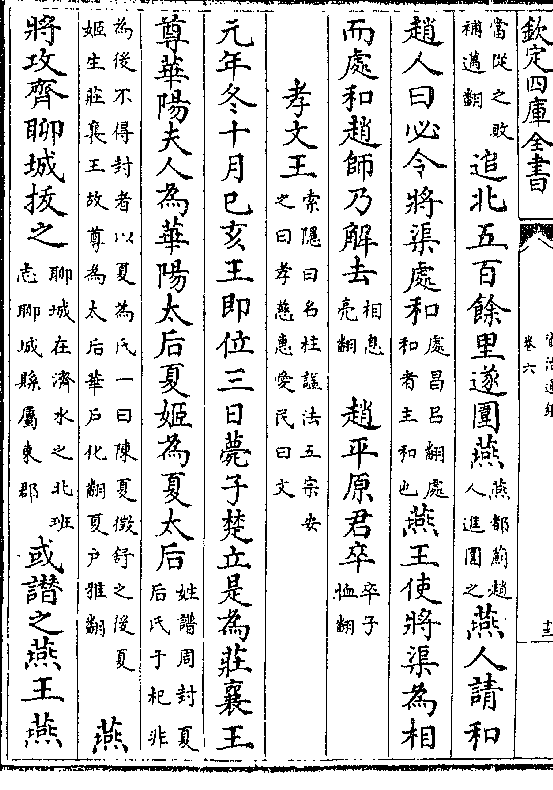 欽定四庫全書
卷六
十三
當從之敗
補邁翻
追北五百餘里遂圍燕
燕都薊趙
人進圍之
燕人請和
趙人曰必令將渠處和
處昌呂翻處
和者主和也
燕王使將渠為相
而處和趙師乃解去
相息
亮翻
趙平原君卒
卒子
恤翻
孝文王
索隱曰名柱諡法五宗安
之曰孝慈惠愛民曰文
元年冬十月己亥王即位三日薨子楚立是為莊襄王
尊華陽夫人為華陽太后夏姬為夏太后
姓譜周封夏
后氏于杞非
為後不得封者以夏為氏一曰陳夏徵舒之後夏
姬生莊襄王故尊為太后華户化翻夏户雅翻
燕
將攻齊聊城拔之
聊城在濟水之北班
志聊城縣屬東郡
或譖之燕王燕